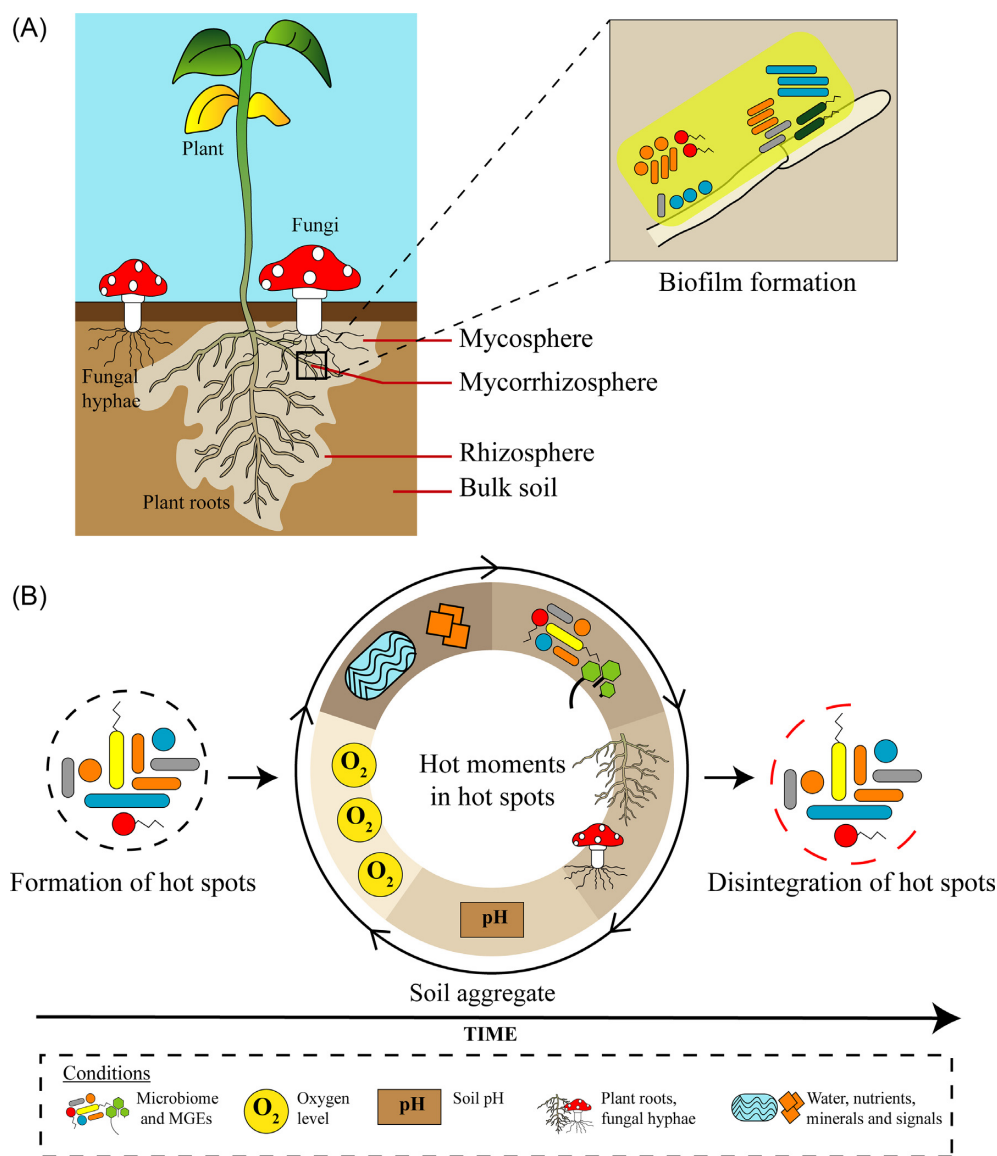 (A)
Plant
Fungi
Biofilm formation
Mycosphere
Mycorrhizosphere
Fungal
hyphae
Rhizosphere
Bulk soil
Plant roots
(B)
Hot moments
in hot spots
O2
O2
O2
pH
Formation of hot spots
Disintegration of hot spots
Soil aggregate
TIME
Conditions
Microbiome
and MGEs
O2
Oxygen
level
pH
Soil pH
Plant roots,
fungal hyphae
Water, nutrients,
minerals and signals